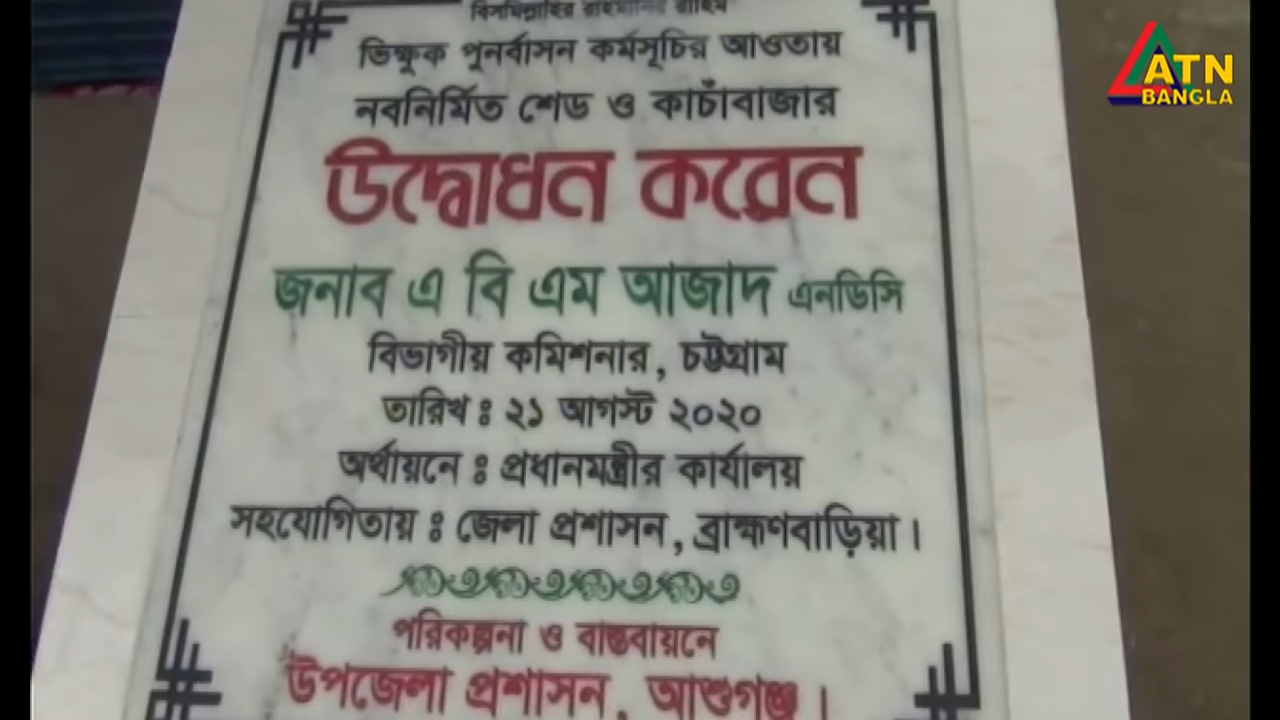 বিসমিল্লাহির রাহমানির রাহিম
ভিক্ষুক পুনর্বাসন কর্মসূচির আওতায়
নবনির্মিত শেড ও কাচাঁবাজার
উদ্বোধন করেন
জনাব এ বি এম আজাদ এনডিসি
বিভাগীয় কমিশনার, চট্টগ্রাম
তারিখ ঃ ২১ আগস্ট ২০২০
অর্থায়নে ঃ প্রধানমন্ত্রীর কার্যালয়
সহযোগিতায় ঃ জেলা প্রশাসন, ব্রাহ্মণবাড়িয়া।
পরিকল্পনা ও বাস্তবায়নে
উপজেলা প্রশাসন, আশুগঞ্জ।
ATN
BANGLA